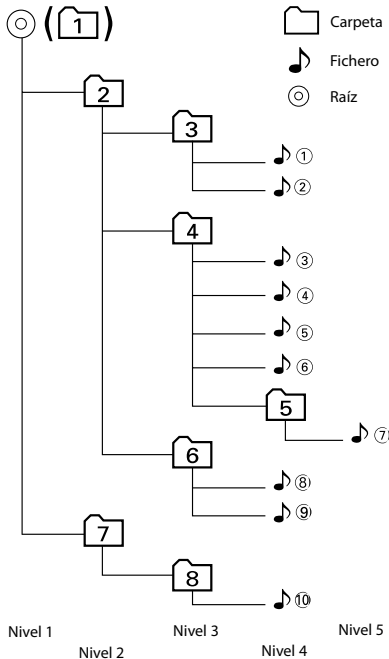 ( 1 )
Carpeta
Fichero
Raíz
2
3
①
②
4
③
④
⑤
⑥
5
⑦
6
⑧
⑨
7
8
⑩
Nivel 1
Nivel 2
Nivel 3
Nivel 4
Nivel 5